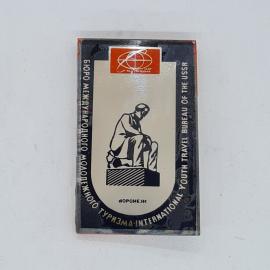 БЮРО МЕЖДУНАРОДНОГО МОЛОДЕЖНОГО ТУРИЗМА·INTERNATIONAL YOUTH TRAVEL BUREAU OF THE USSR
ВОРОНЕЖ